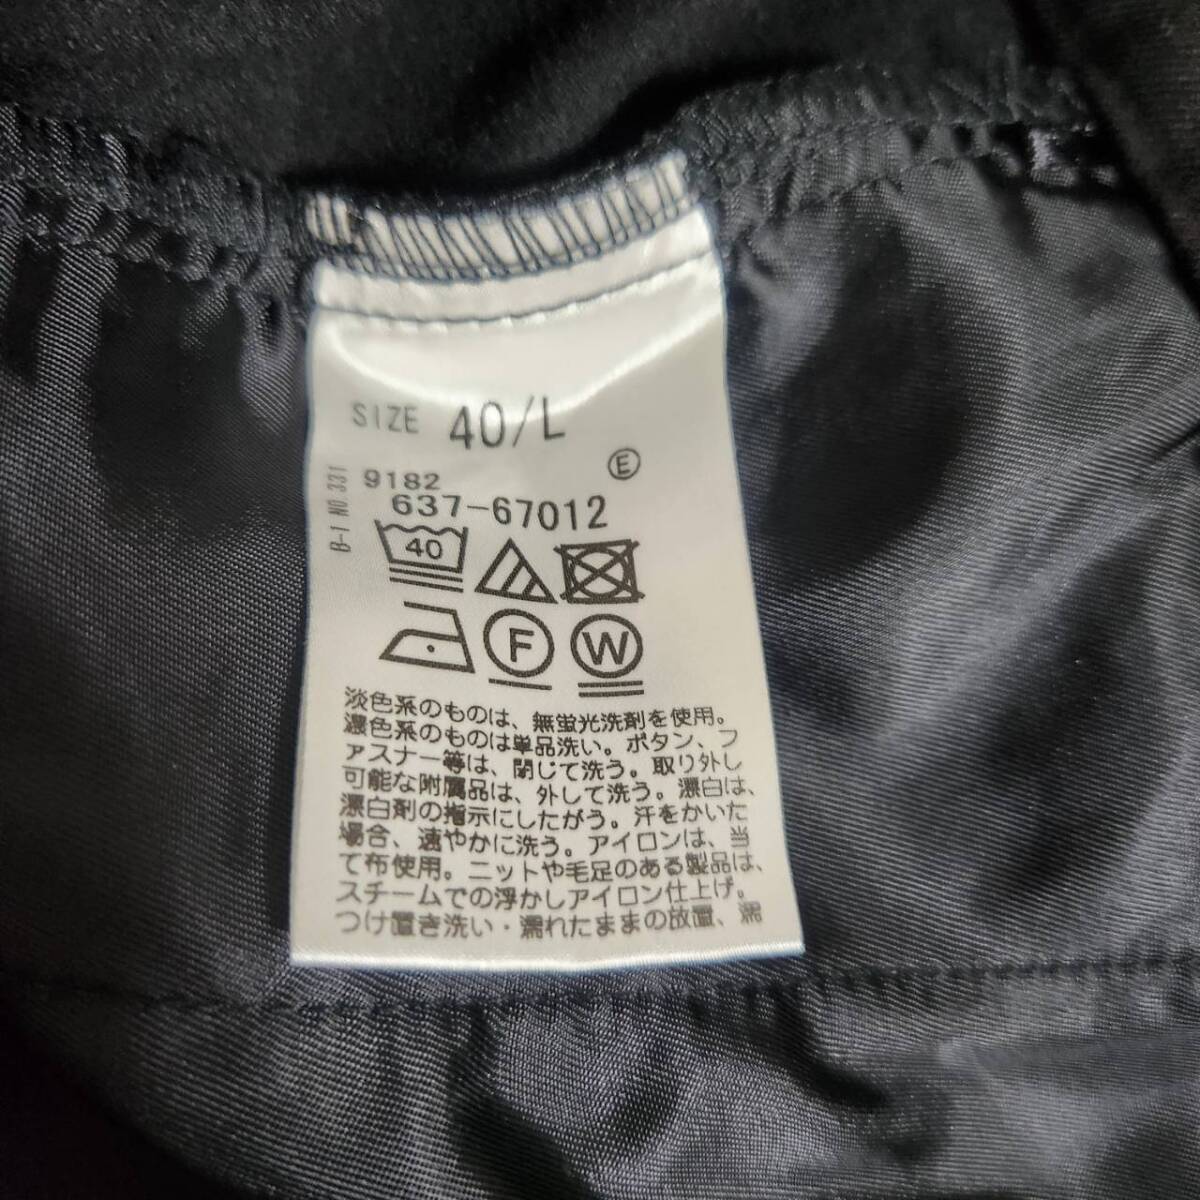 SIZE 40/L
E
B-1 NO.331
9182
637-67012
40
F
W
淡色系のものは、無蛍光洗剤を使用。
濃色系のものは単品洗い。ボタン、フ
ァスナー等は、閉じて洗う。取り外し
可能な附属品は、外して洗う。漂白は、
漂白剤の指示にしたがう。汗をかいた
場合、速やかに洗う。アイロンは、当
て布使用。ニットや毛足のある製品は、
スチームでの浮かしアイロン仕上げ。
つけ置き洗い・濡れたままの放置、濡